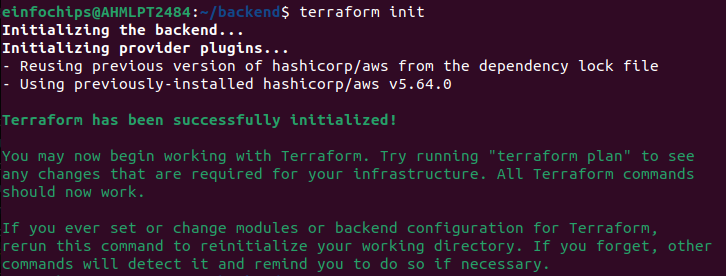 einfochips@AHMLPT2484:~/backend$ terraform init
Initializing the backend...
Initializing provider plugins...
- Reusing previous version of hashicorp/aws from the dependency lock file
- Using previously-installed hashicorp/aws v5.64.0
Terraform has been successfully initialized!
You may now begin working with Terraform. Try running "terraform plan" to see
any changes that are required for your infrastructure. All Terraform commands
should now work.
If you ever set or change modules or backend configuration for Terraform,
rerun this command to reinitialize your working directory. If you forget, other
commands will detect it and remind you to do so if necessary.